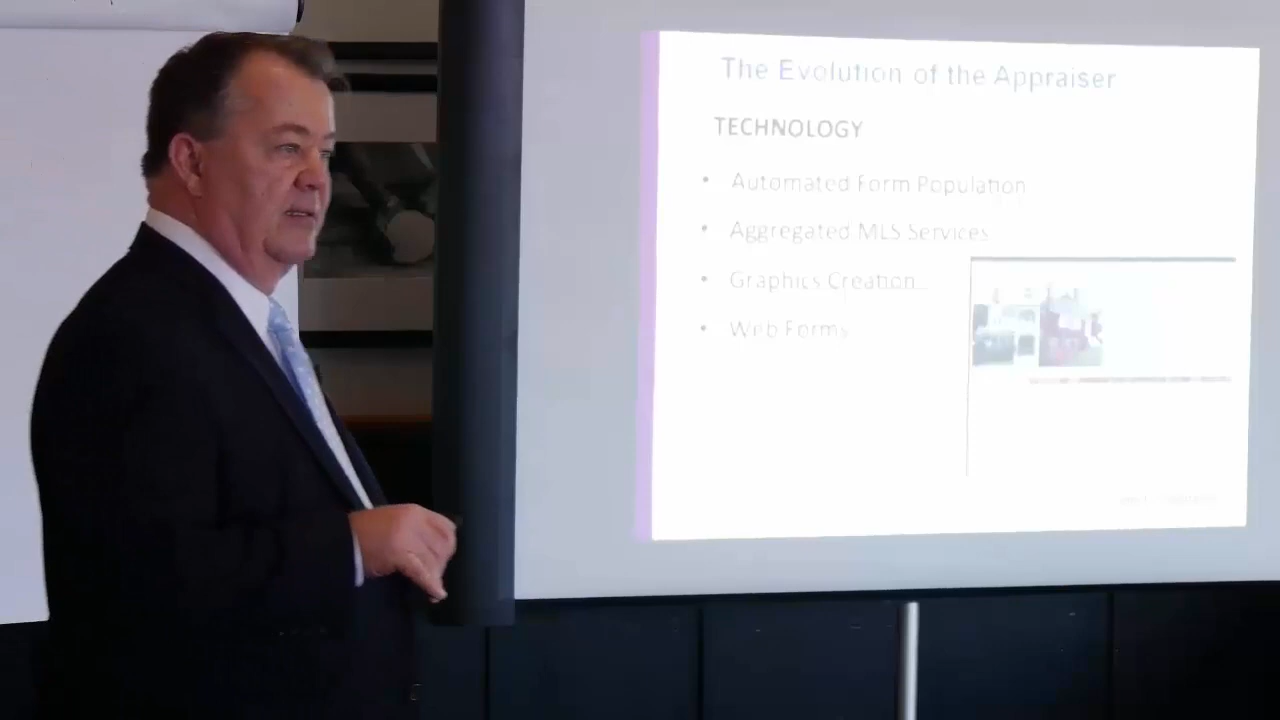 The Evolution of the Appraiser
TECHNOLOGY
• Automated Form Population
• Aggregated MLS Services
• Graphics Creation
• Web Forms